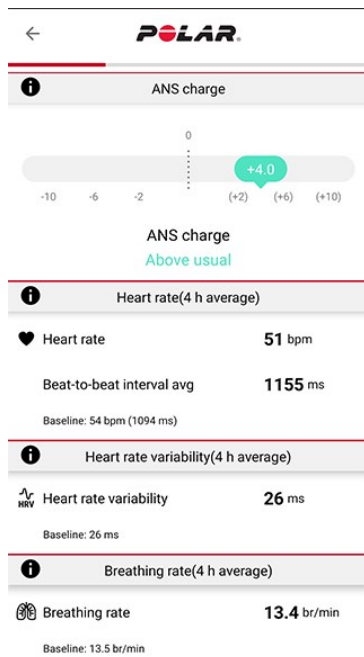 POLAR.
ANS charge
0
+4.0
-10 -6 -2 (+2) (+6) (+10)
ANS charge
Above usual
Heart rate(4 h average)
Heart rate 51 bpm
Beat-to-beat interval avg 1155 ms
Baseline: 54 bpm (1094 ms)
Heart rate variability(4 h average)
HRV Heart rate variability 26 ms
Baseline: 26 ms
Breathing rate(4 h average)
Breathing rate 13.4 br/min
Baseline: 13.5 br/min